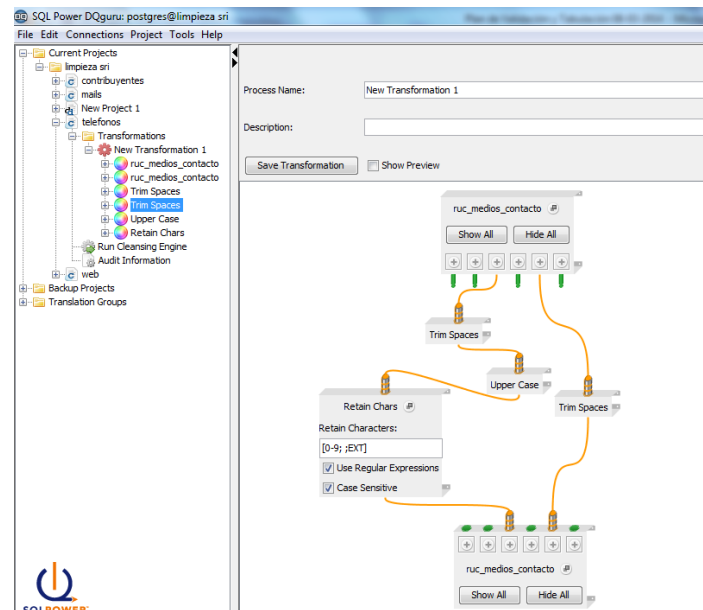 SQL Power DQguru: postgres@limpieza sri
File Edit Connections Project Tools Help
Current Projects
limpieza sri
contribuyentes
mails
New Project 1
telefonos
Transformations
New Transformation 1
ruc_medios_contacto
ruc_medios_contacto
Trim Spaces
Trim Spaces
Upper Case
Retain Chars
Run Cleansing Engine
Audit Information
web
Backup Projects
Translation Groups
SQL POWER
Process Name: New Transformation 1
Description:
Save Transformation Show Preview
ruc_medios_contacto
Show All Hide All
Trim Spaces
Upper Case
Trim Spaces
Retain Chars
Retain Characters:
[0-9; ;EXT]
Use Regular Expressions
Case Sensitive
ruc_medios_contacto
Show All Hide All